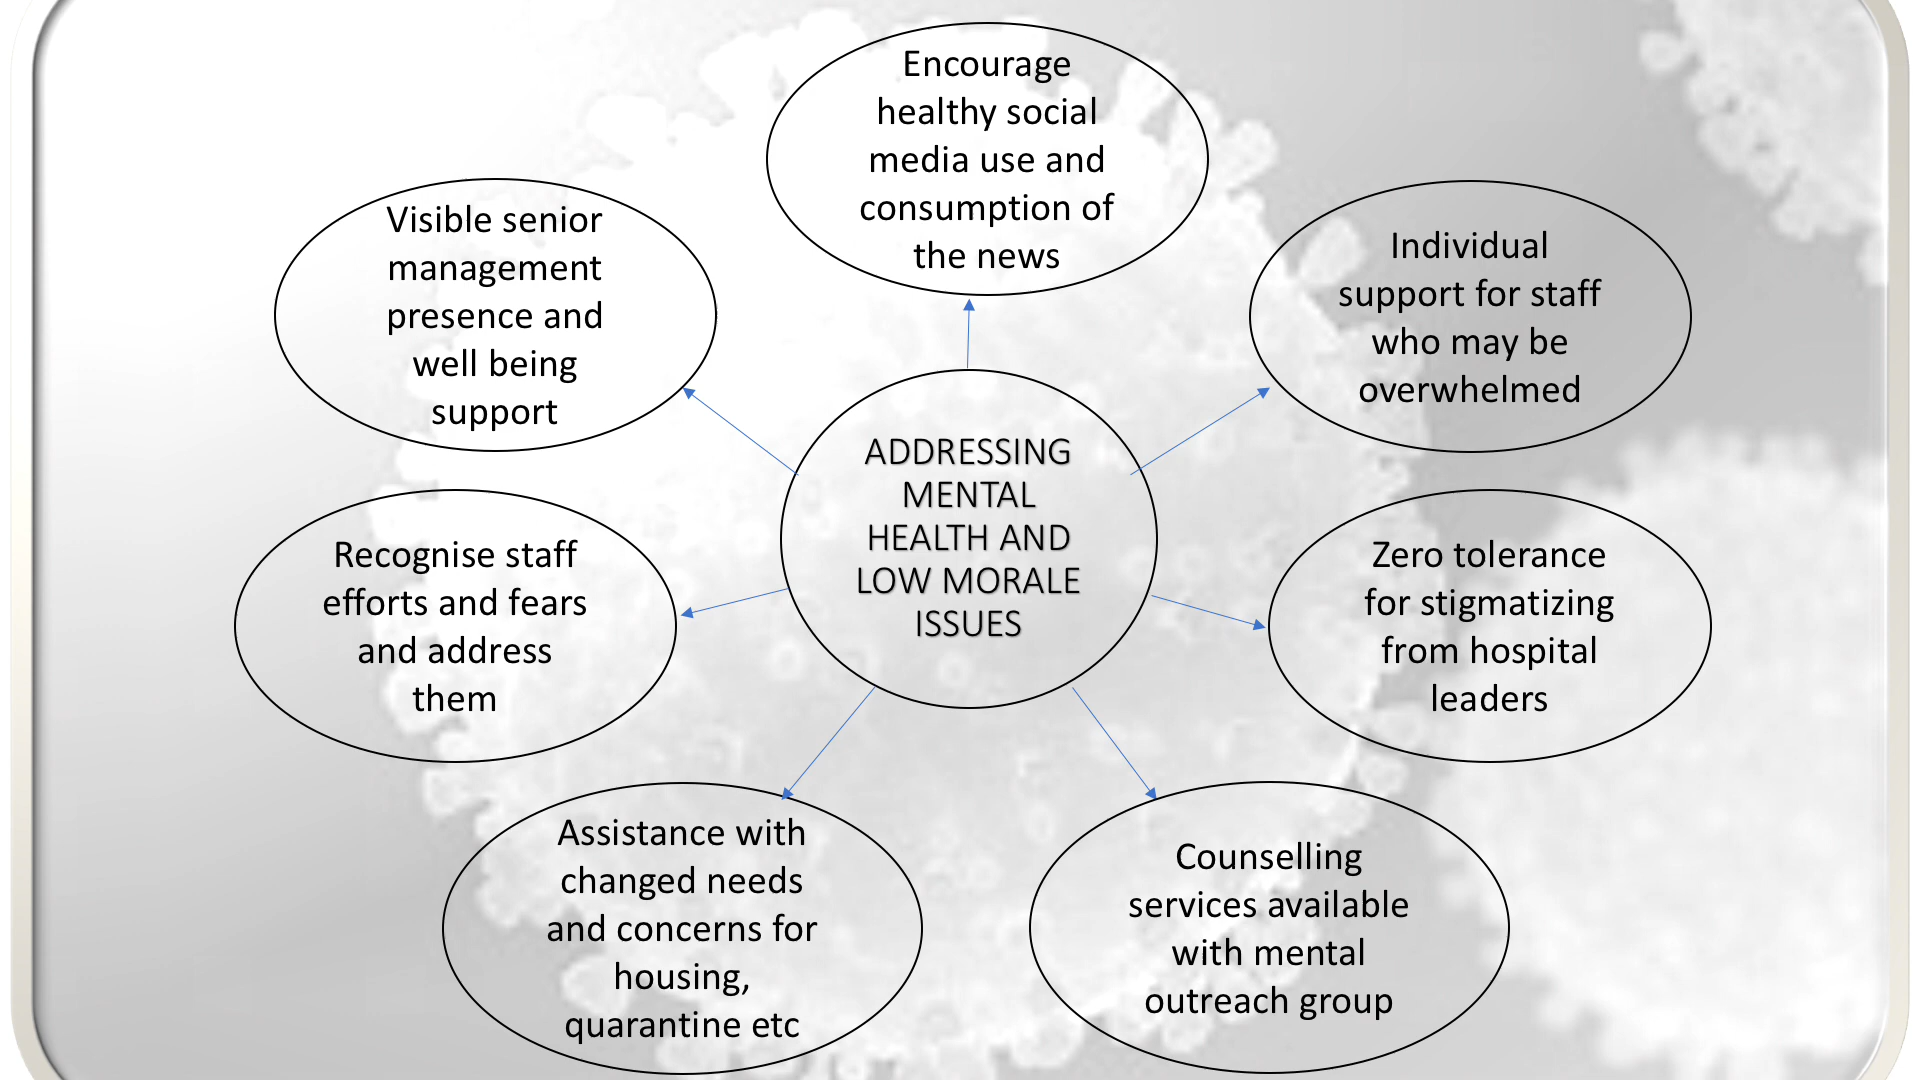 Encourage
healthy social
media use and
consumption of
the news
Visible senior
management
presence and
well being
support
Individual
support for staff
who may be
overwhelmed
ADDRESSING
MENTAL
HEALTH AND
LOW MORALE
ISSUES
Recognise staff
efforts and fears
and address
them
Zero tolerance
for stigmatizing
from hospital
leaders
Assistance with
changed needs
and concerns for
housing,
quarantine etc
Counselling
services available
with mental
outreach group